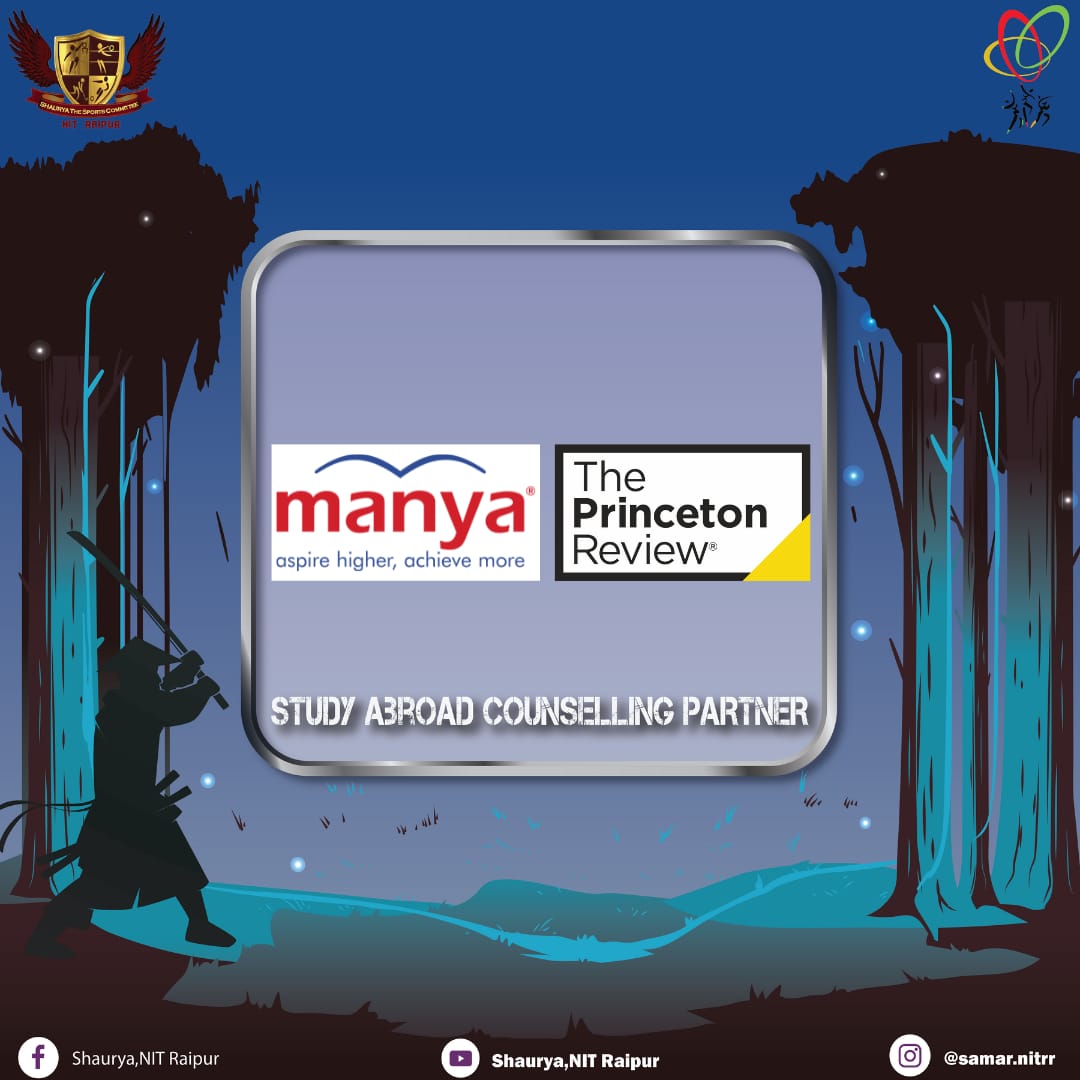 SHAURYA THE SPORTS COMMITTEE
NIT RAIPUR
manya®
aspire higher, achieve more
The
Princeton
Review®
STUDY ABROAD COUNSELLING PARTNER
Shaurya,NIT Raipur
Shaurya,NIT Raipur
@samar.nitrr